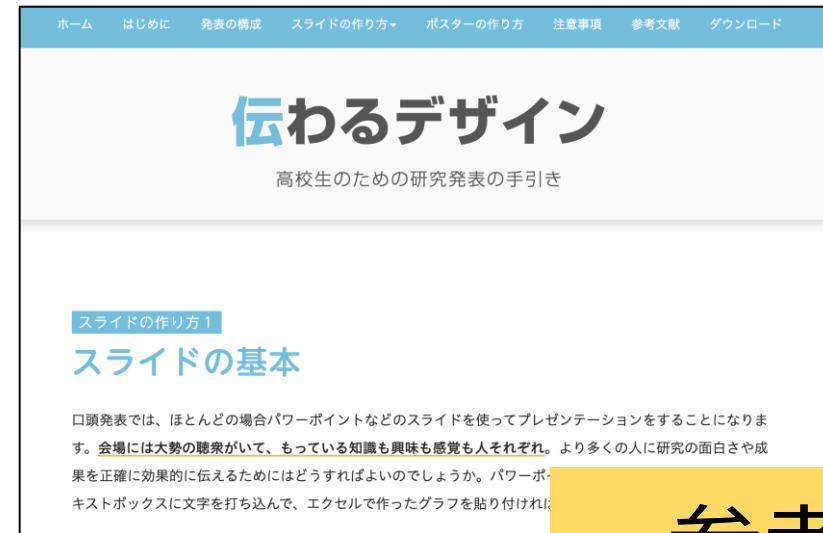 ホーム はじめに 発表の構成 スライドの作り方 ポスターの作り方 注意事項 参考文献 ダウンロード
伝わるデザイン
高校生のための研究発表の手引き
スライドの作り方1
スライドの基本
口頭発表では、ほとんどの場合パワーポイントなどのスライドを使ってプレゼンテーションをすることになりま
す。会場には大勢の聴衆がいて、もっている知識も興味も感覚も人それぞれ。より多くの人に研究の面白さや成
果を正確に効果的に伝えるためにはどうすればよいのでしょうか。パワーポ
キストボックスに文字を打ち込んで、エクセルで作ったグラフを貼り付けれ